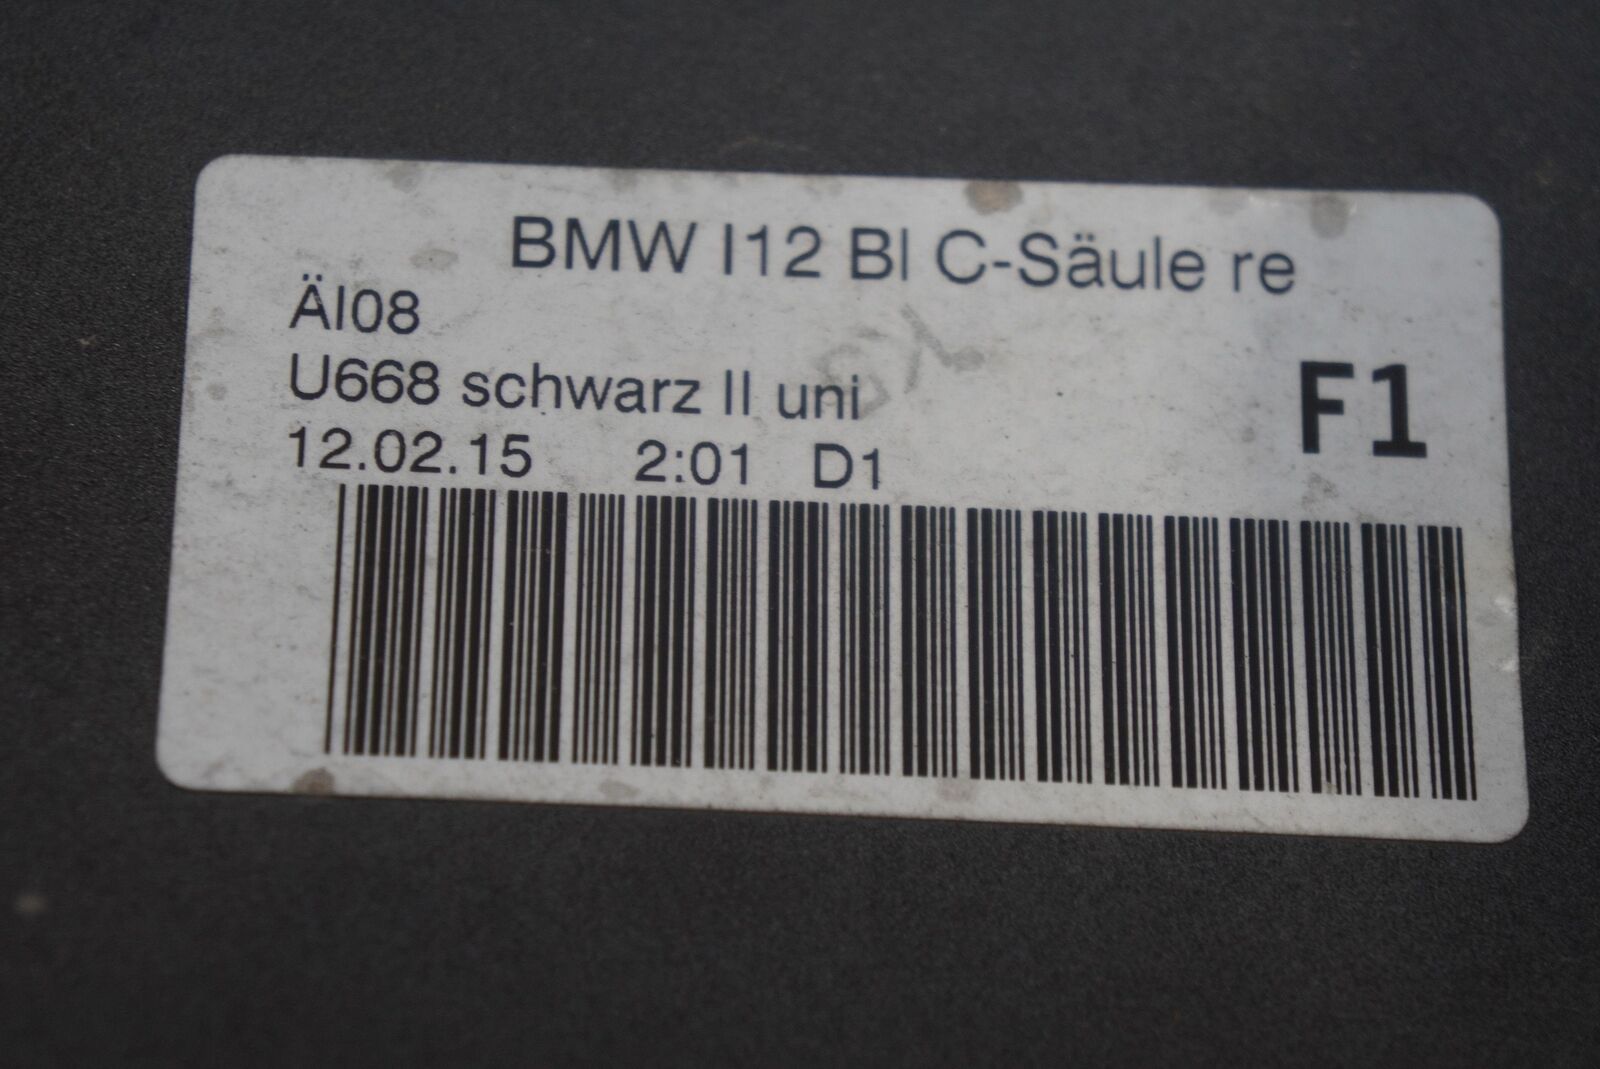 BMW I12 Bl C-Säule re
ÄI08
U668 schwarz II uni
F1
12.02.15 2:01 D1